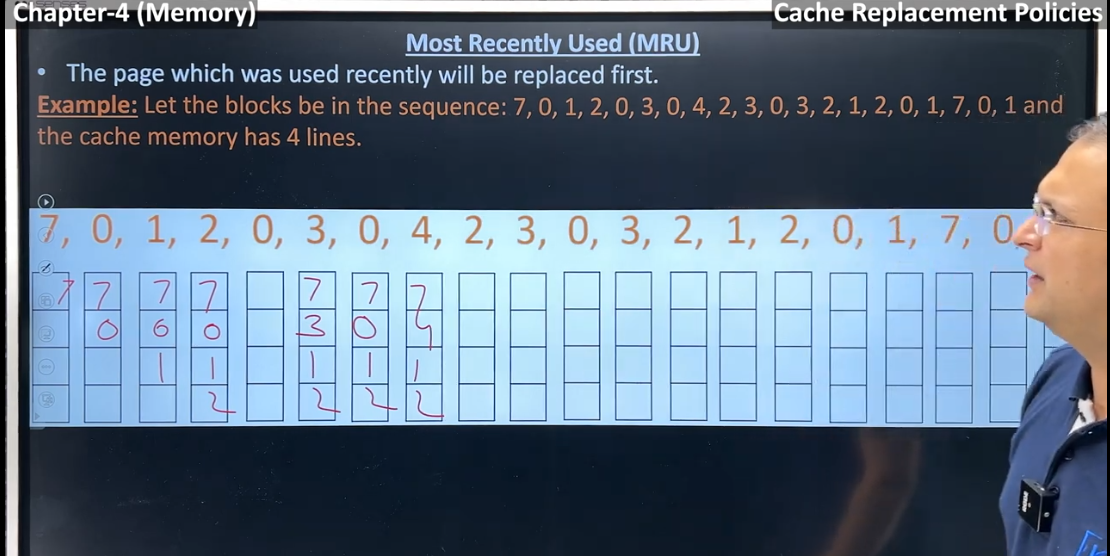 Chapter-4 (Memory)
Cache Replacement Policies
Most Recently Used (MRU)
• The page which was used recently will be replaced first.
Example: Let the blocks be in the sequence: 7, 0, 1, 2, 0, 3, 0, 4, 2, 3, 0, 3, 2, 1, 2, 0, 1, 7, 0, 1 and
the cache memory has 4 lines.
7, 0, 1, 2, 0, 3, 0, 4, 2, 3, 0, 3, 2, 1, 2, 0, 1, 7, 0
7 7 7 7 7 7 7
0 0 0 3 0 4
1 1 1 1 1
2 2 2 2